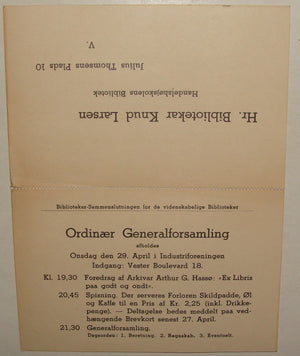 Hr. Bibliotekar Knud Larsen
Handelshøjskolens Bibliotek
Julius Thomsens Plads 10
V.
Biblioteker-Sammenslutningen for de videnskabelige Biblioteker
Ordinær Generalforsamling
afholdes
Onsdag den 29. April i Industriforeningen
Indgang: Vester Boulevard 18.
Kl. 19,30 Foredrag af Arkivar Arthur G. Hassø: »Ex Libris
paa godt og ondt«.
20,45 Spisning. Der serveres Forloren Skildpadde, Øl
og Kaffe til en Pris af Kr. 2,25 (inkl. Drikke-
penge). — Deltagelse bedes meddelt paa ved-
hængende Brevkort senest 27. April.
21,30 Generalforsamling.
Dagsorden: 1. Beretning. 2. Regnskab. 3. Eventuelt.